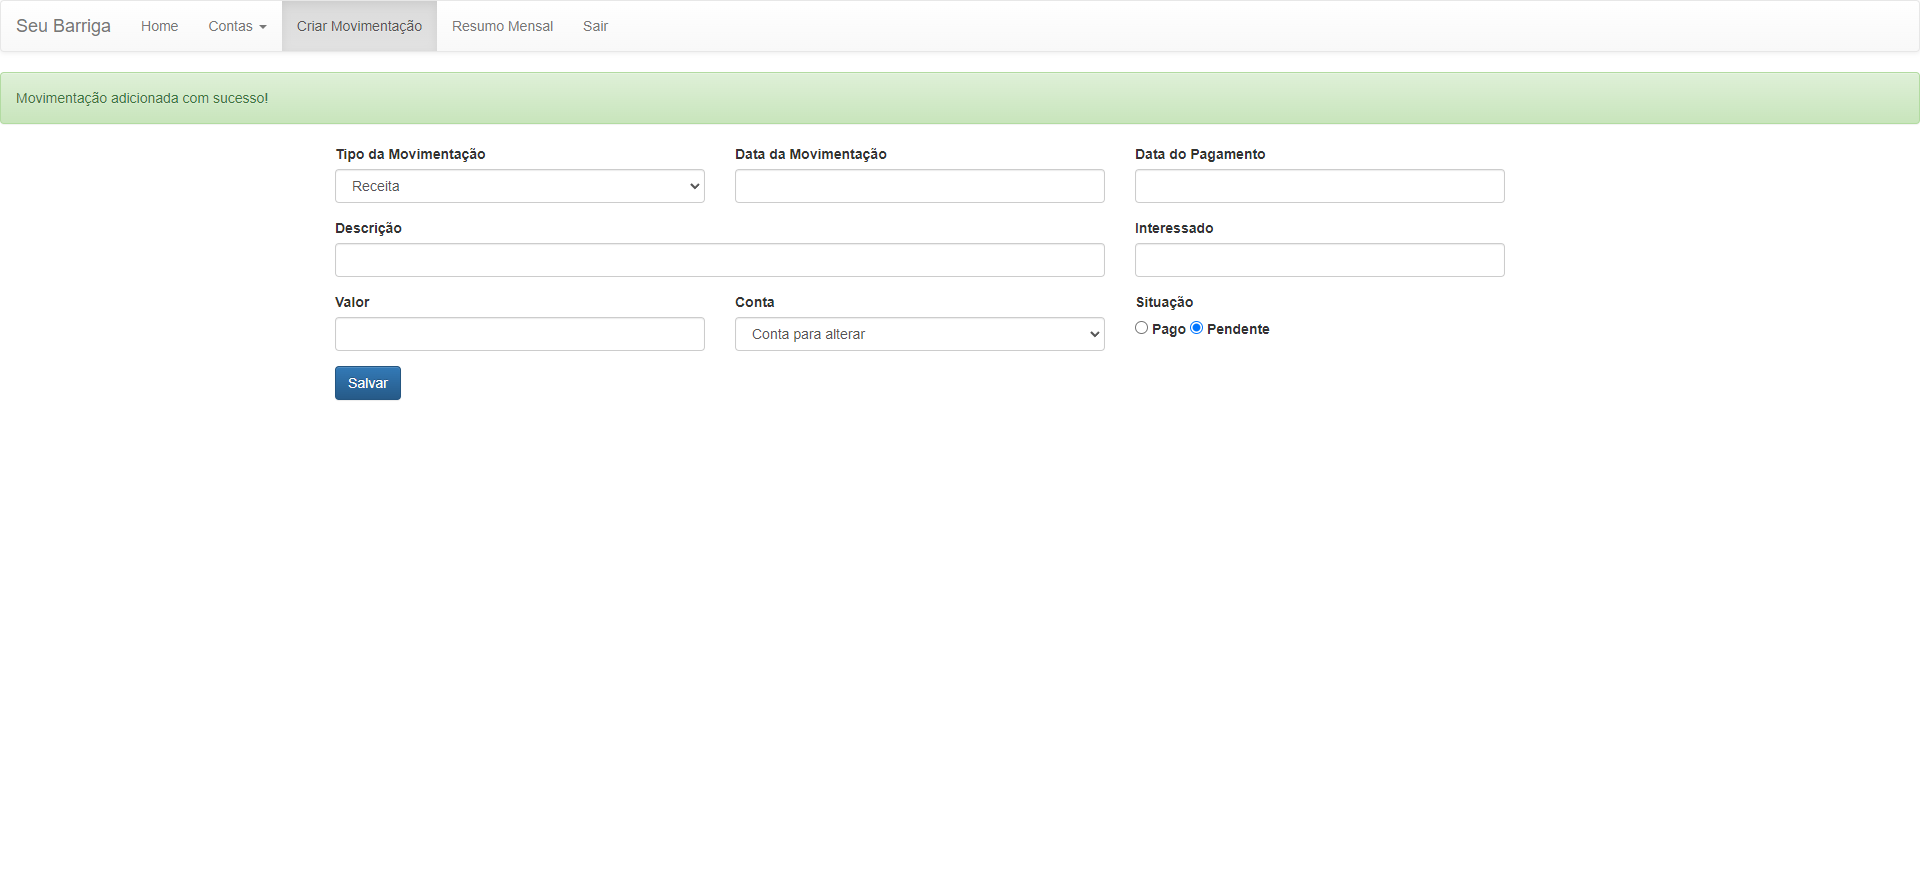 Seu Barriga Home Contas Criar Movimentação Resumo Mensal Sair
Movimentação adicionada com sucesso!
Tipo da Movimentação Data da Movimentação Data do Pagamento
Receita
Descrição Interessado
Valor Conta Situação
Conta para alterar Pago Pendente
Salvar